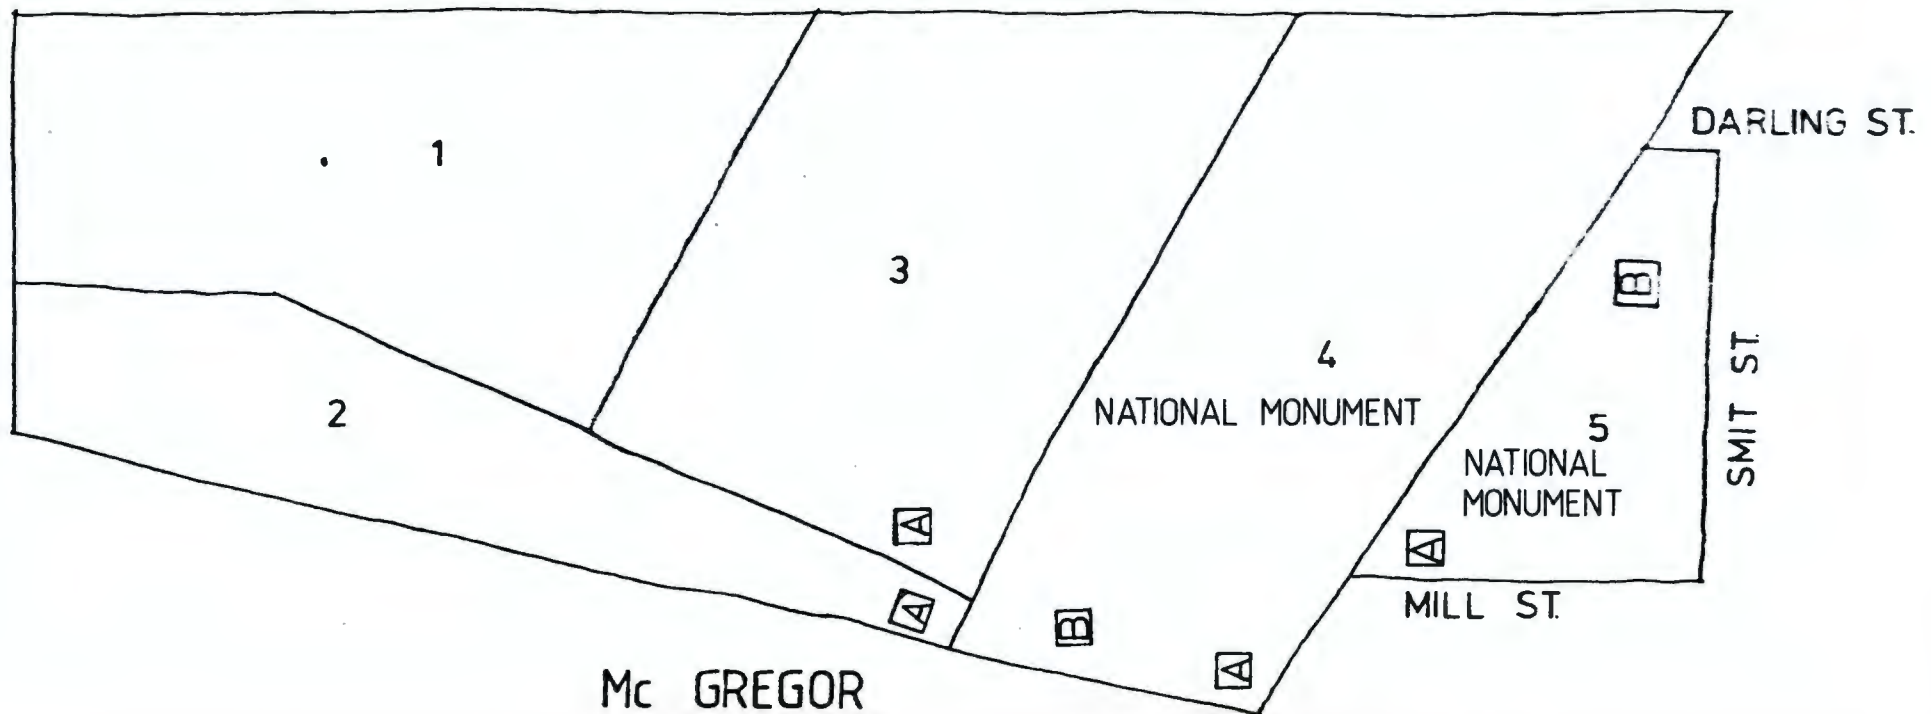 DARLING ST.
1
3
B
4
SMIT ST.
2
NATIONAL MONUMENT
5
NATIONAL
MONUMENT
A
A
MILL ST.
A
B
A
Mc GREGOR